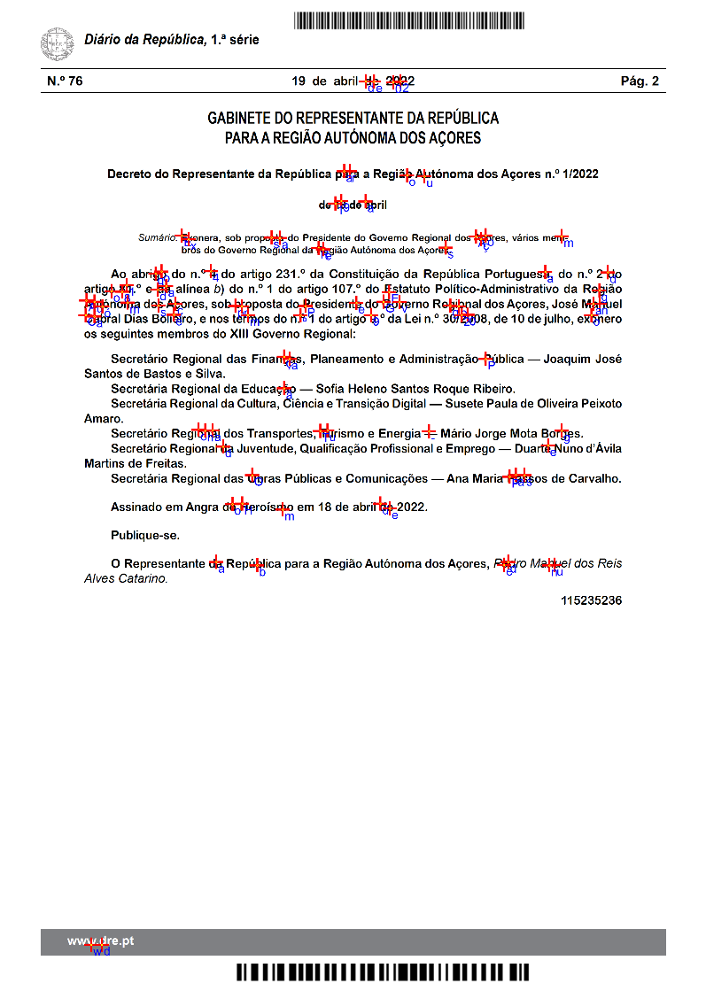 Diário da República, 1.ª série
N.º 76 19 de abril de 2022 Pág. 2
GABINETE DO REPRESENTANTE DA REPÚBLICA
PARA A REGIÃO AUTÓNOMA DOS AÇORES
Decreto do Representante da República para a Região Autónoma dos Açores n.º 1/2022
de 19 de abril
Sumário: Exonera, sob proposta do Presidente do Governo Regional dos Açores, vários mem-
bros do Governo Regional da Região Autónoma dos Açores.
Ao abrigo do n.º 4 do artigo 231.º da Constituição da República Portuguesa, do n.º 2 do
artigo 81.º e da alínea b) do n.º 1 do artigo 107.º do Estatuto Político-Administrativo da Região
Autónoma dos Açores, sob proposta do Presidente do Governo Regional dos Açores, José Manuel
Cabral Dias Bolieiro, e nos termos do n.º 1 do artigo 9.º da Lei n.º 30/2008, de 10 de julho, exonero
os seguintes membros do XIII Governo Regional:
Secretário Regional das Finanças, Planeamento e Administração Pública — Joaquim José
Santos de Bastos e Silva.
Secretária Regional da Educação — Sofia Heleno Santos Roque Ribeiro.
Secretária Regional da Cultura, Ciência e Transição Digital — Susete Paula de Oliveira Peixoto
Amaro.
Secretário Regional dos Transportes, Turismo e Energia — Mário Jorge Mota Borges.
Secretário Regional da Juventude, Qualificação Profissional e Emprego — Duarte Nuno d’Ávila
Martins de Freitas.
Secretária Regional das Obras Públicas e Comunicações — Ana Maria Passos de Carvalho.
Assinado em Angra do Heroísmo em 18 de abril de 2022.
Publique-se.
O Representante da República para a Região Autónoma dos Açores, Pedro Manuel dos Reis
Alves Catarino.
115235236
www.dre.pt